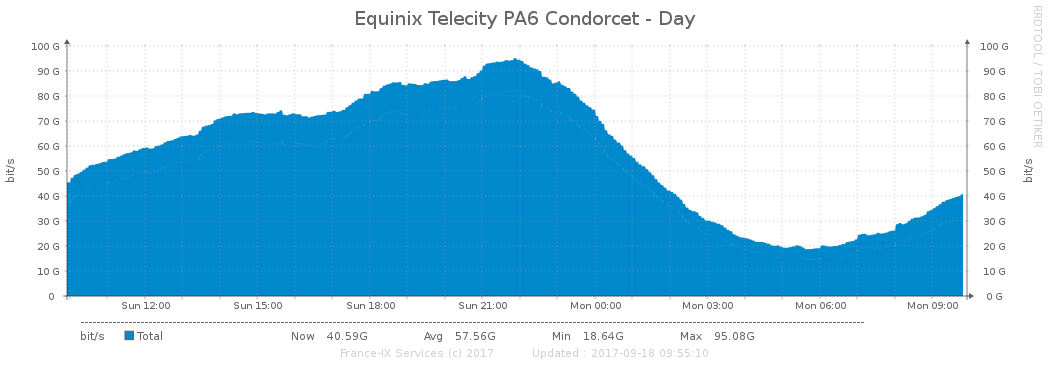 Equinix Telecity PA6 Condorcet - Day
RRDTOOL / TOBI OETIKER
bit/s
100 G
90 G
80 G
70 G
60 G
50 G
40 G
30 G
20 G
10 G
0
100 G
90 G
80 G
70 G
60 G
50 G
40 G
30 G
20 G
10 G
0 G
bit/s
Sun 12:00 Sun 15:00 Sun 18:00 Sun 21:00 Mon 00:00 Mon 03:00 Mon 06:00 Mon 09:00
bit/s Total Now 40.59G Avg 57.56G Min 18.64G Max 95.08G
France-IX Services (c) 2017 Updated : 2017-09-18 09:55:10